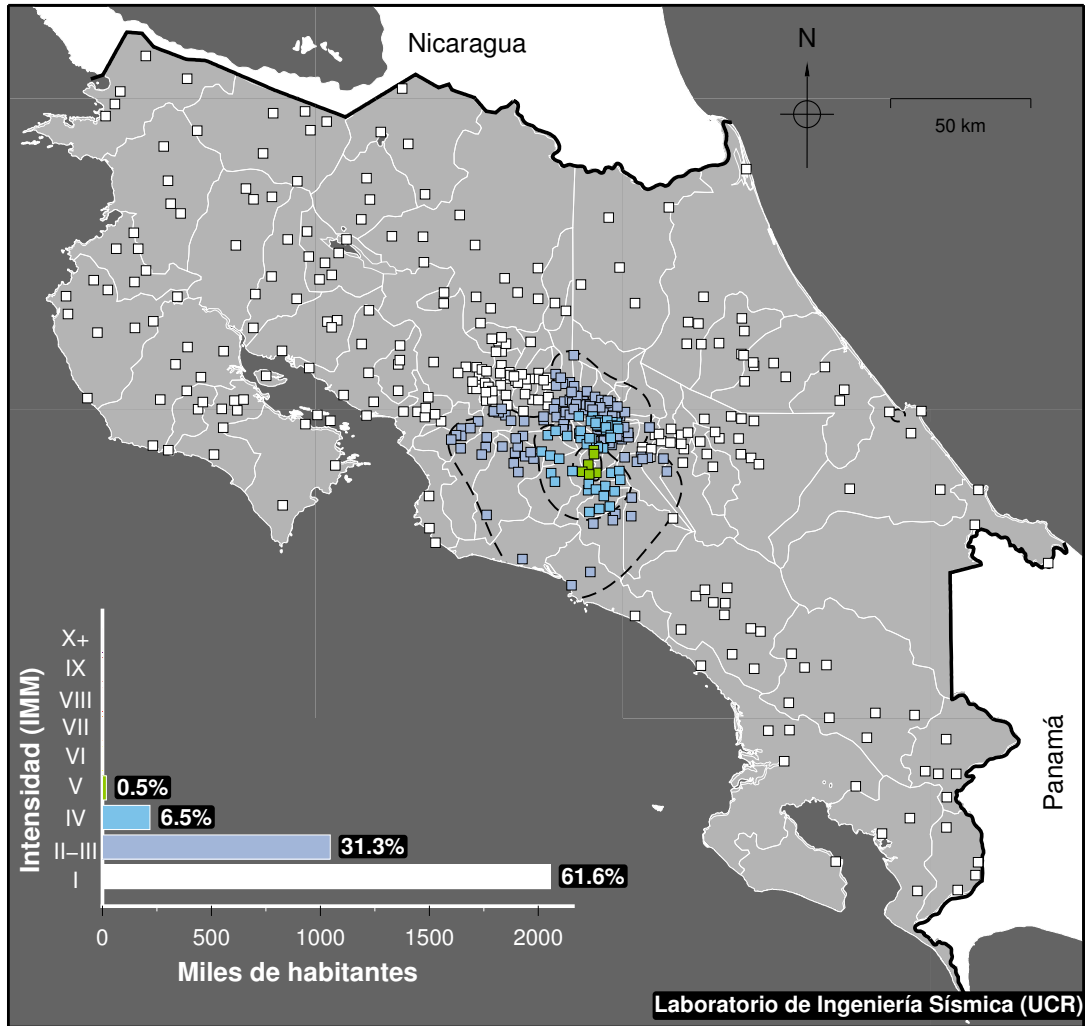 Nicaragua
N
50 km
Panamá
Intensidad (IMM)
X+
IX
VIII
VII
VI
V 0.5%
IV 6.5%
II–III 31.3%
I 61.6%
0 500 1000 1500 2000
Miles de habitantes
Laboratorio de Ingeniería Sísmica (UCR)